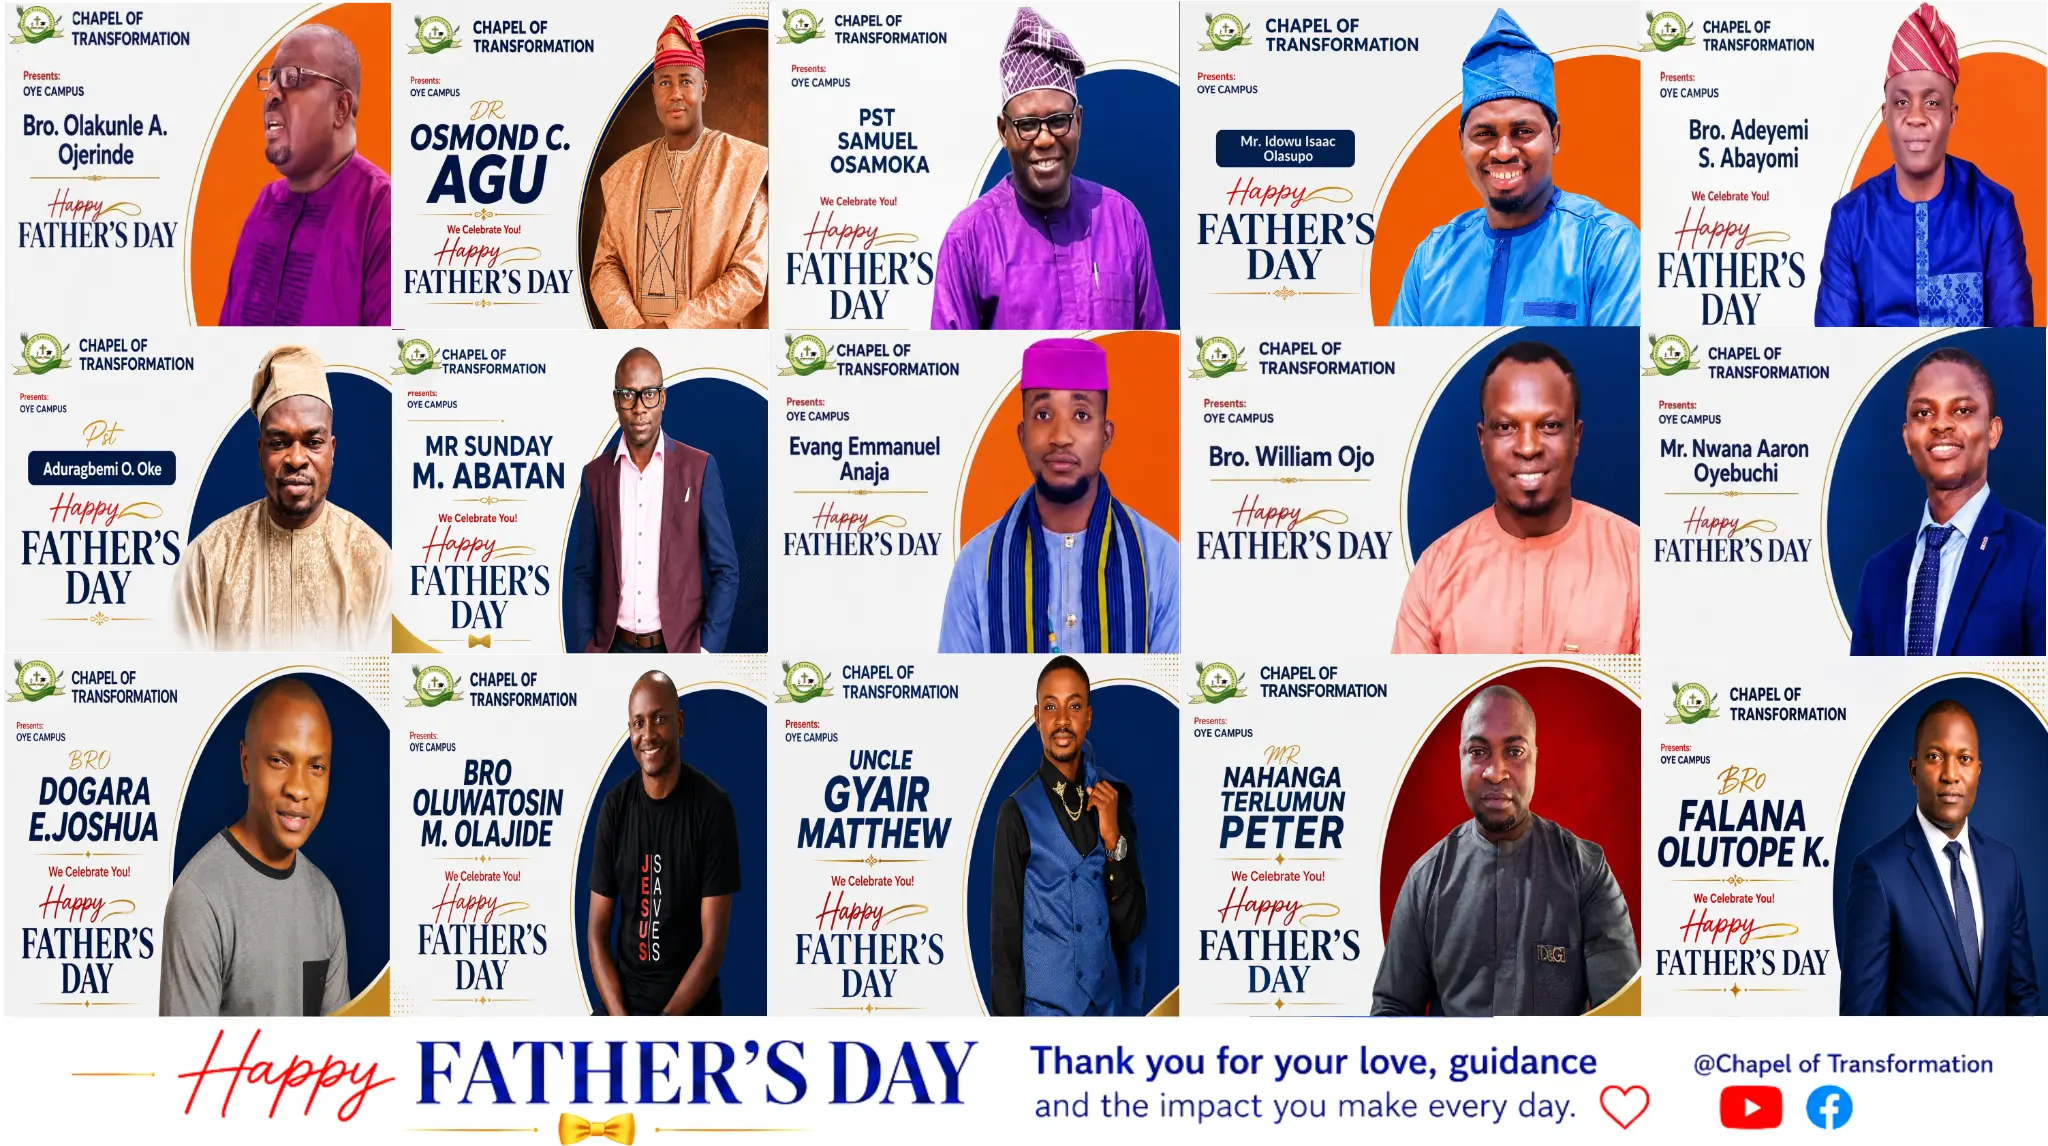 CHAPEL OF
TRANSFORMATION
Presents:
OYE CAMPUS
Bro. Olakunle A.
Ojerinde
Happy
FATHER'S DAY
CHAPEL OF
TRANSFORMATION
Presents:
OYE CAMPUS
DR
OSMOND C.
AGU
We Celebrate You!
Happy
FATHER'S DAY
CHAPEL OF
TRANSFORMATION
Presents:
OYE CAMPUS
PST
SAMUEL
OSAMOKA
We Celebrate You!
Happy
FATHER'S
DAY
CHAPEL OF
TRANSFORMATION
Presents:
OYE CAMPUS
Mr. Idowu Isaac
Olasupo
Happy
FATHER'S
DAY
CHAPEL OF
TRANSFORMATION
Presents:
OYE CAMPUS
Bro. Adeyemi
S. Abayomi
We Celebrate You!
Happy
FATHER'S
DAY
CHAPEL OF
TRANSFORMATION
Presents:
OYE CAMPUS
Pst
Aduragbemi O. Oke
Happy
FATHER'S
DAY
CHAPEL OF
TRANSFORMATION
Presents:
OYE CAMPUS
MR SUNDAY
M. ABATAN
We Celebrate You!
Happy
FATHER'S
DAY
CHAPEL OF
TRANSFORMATION
Presents:
OYE CAMPUS
Evang Emmanuel
Anaja
Happy
FATHER'S DAY
CHAPEL OF
TRANSFORMATION
Presents:
OYE CAMPUS
Bro. William Ojo
Happy
FATHER'S DAY
CHAPEL OF
TRANSFORMATION
Presents:
OYE CAMPUS
Mr. Nwana Aaron
Oyebuchi
Happy
FATHER'S DAY
CHAPEL OF
TRANSFORMATION
Presents:
OYE CAMPUS
BRO
DOGARA
E.JOSHUA
We Celebrate You!
Happy
FATHER'S
DAY
CHAPEL OF
TRANSFORMATION
Presents:
OYE CAMPUS
BRO
OLUWATOSIN
M. OLAJIDE
We Celebrate You!
Happy
FATHER'S
DAY
JESUS
SAVES
CHAPEL OF
TRANSFORMATION
Presents:
OYE CAMPUS
UNCLE
GYAIR
MATTHEW
We Celebrate You!
Happy
FATHER'S
DAY
CHAPEL OF
TRANSFORMATION
Presents:
OYE CAMPUS
MR
NAHANGA
TERLUMUN
PETER
We Celebrate You!
Happy
FATHER'S
DAY
CHAPEL OF
TRANSFORMATION
Presents:
OYE CAMPUS
BRo
FALANA
OLUTOPE K.
We Celebrate You!
Happy
FATHER'S DAY
Happy FATHER'S DAY
Thank you for your love, guidance
and the impact you make every day.
@Chapel of Transformation